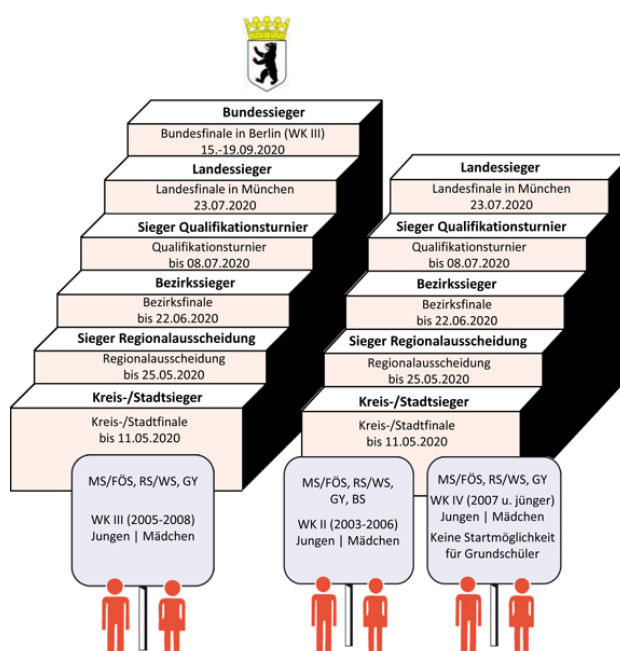 Bundessieger
Bundesfinale in Berlin (WK III)
15.-19.09.2020
Landessieger
Landesfinale in München
23.07.2020
Sieger Qualifikationsturnier
Qualifikationsturnier
bis 08.07.2020
Bezirkssieger
Bezirksfinale
bis 22.06.2020
Sieger Regionalausscheidung
Regionalausscheidung
bis 25.05.2020
Kreis-/Stadtsieger
Kreis-/Stadtfinale
bis 11.05.2020
MS/FÖS, RS/WS, GY
WK III (2005-2008)
Jungen | Mädchen
Landessieger
Landesfinale in München
23.07.2020
Sieger Qualifikationsturnier
Qualifikationsturnier
bis 08.07.2020
Bezirkssieger
Bezirksfinale
bis 22.06.2020
Sieger Regionalausscheidung
Regionalausscheidung
bis 25.05.2020
Kreis-/Stadtsieger
Kreis-/Stadtfinale
bis 11.05.2020
MS/FÖS, RS/WS,
GY, BS
WK II (2003-2006)
Jungen | Mädchen
MS/FÖS, RS/WS, GY
WK IV (2007 u. jünger)
Jungen | Mädchen
Keine Startmöglichkeit
für Grundschüler